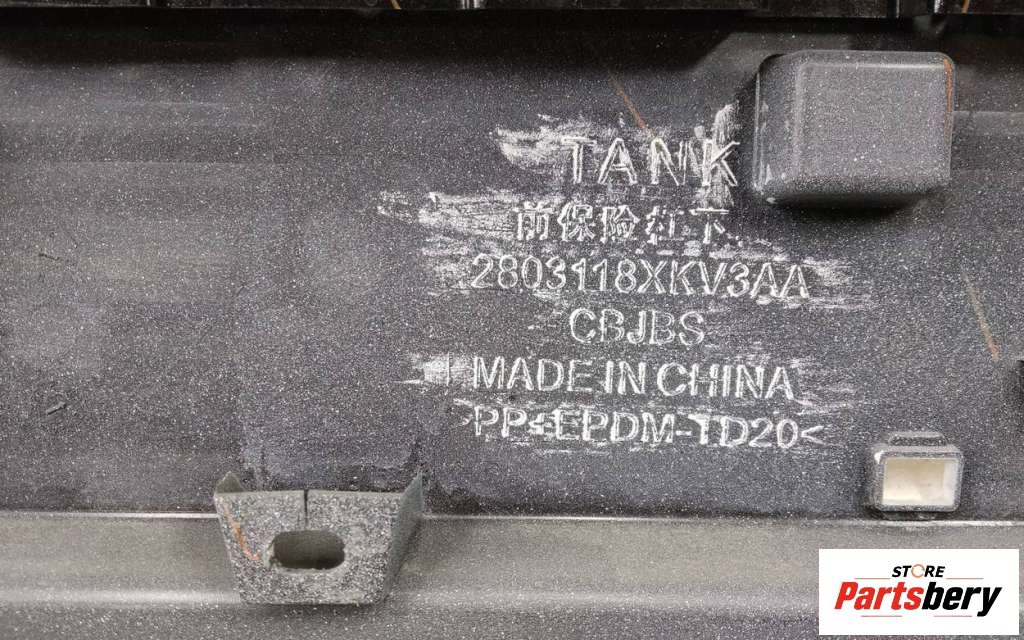 TANK
前保险杠下
2803118XKV3AA
CBJBS
MADE IN CHINA
>PP+EPDM-TD20<
STORE
Partsbery